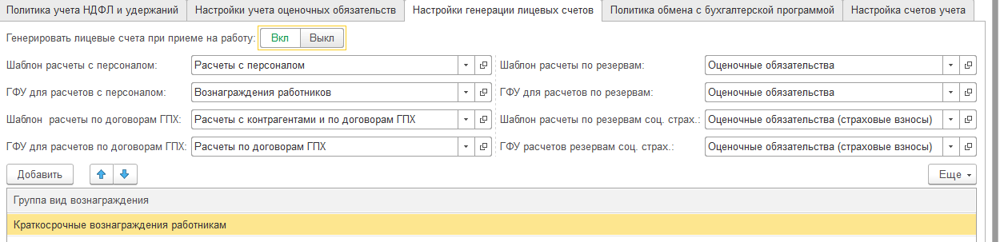 Политика учета НДФЛ и удержаний Настройки учета оценочных обязательств Настройки генерации лицевых счетов Политика обмена с бухгалтерской программой Настройка счетов учета
Генерировать лицевые счета при приеме на работу: Вкл Выкл
Шаблон расчеты с персоналом: Расчеты с персоналом Шаблон расчеты по резервам: Оценочные обязательства
ГФУ для расчетов с персоналом: Вознаграждения работников ГФУ для расчетов по резервам: Оценочные обязательства
Шаблон расчеты по договорам ГПХ: Расчеты с контрагентами и по договорам ГПХ Шаблон расчеты по резервам соц. страх.: Оценочные обязательства (страховые взносы)
ГФУ для расчетов по договорам ГПХ: Расчеты по договорам ГПХ ГФУ расчетов резервам соц. страх.: Оценочные обязательства (страховые взносы)
Добавить Еще
Группа вид вознаграждения
Краткосрочные вознаграждения работникам